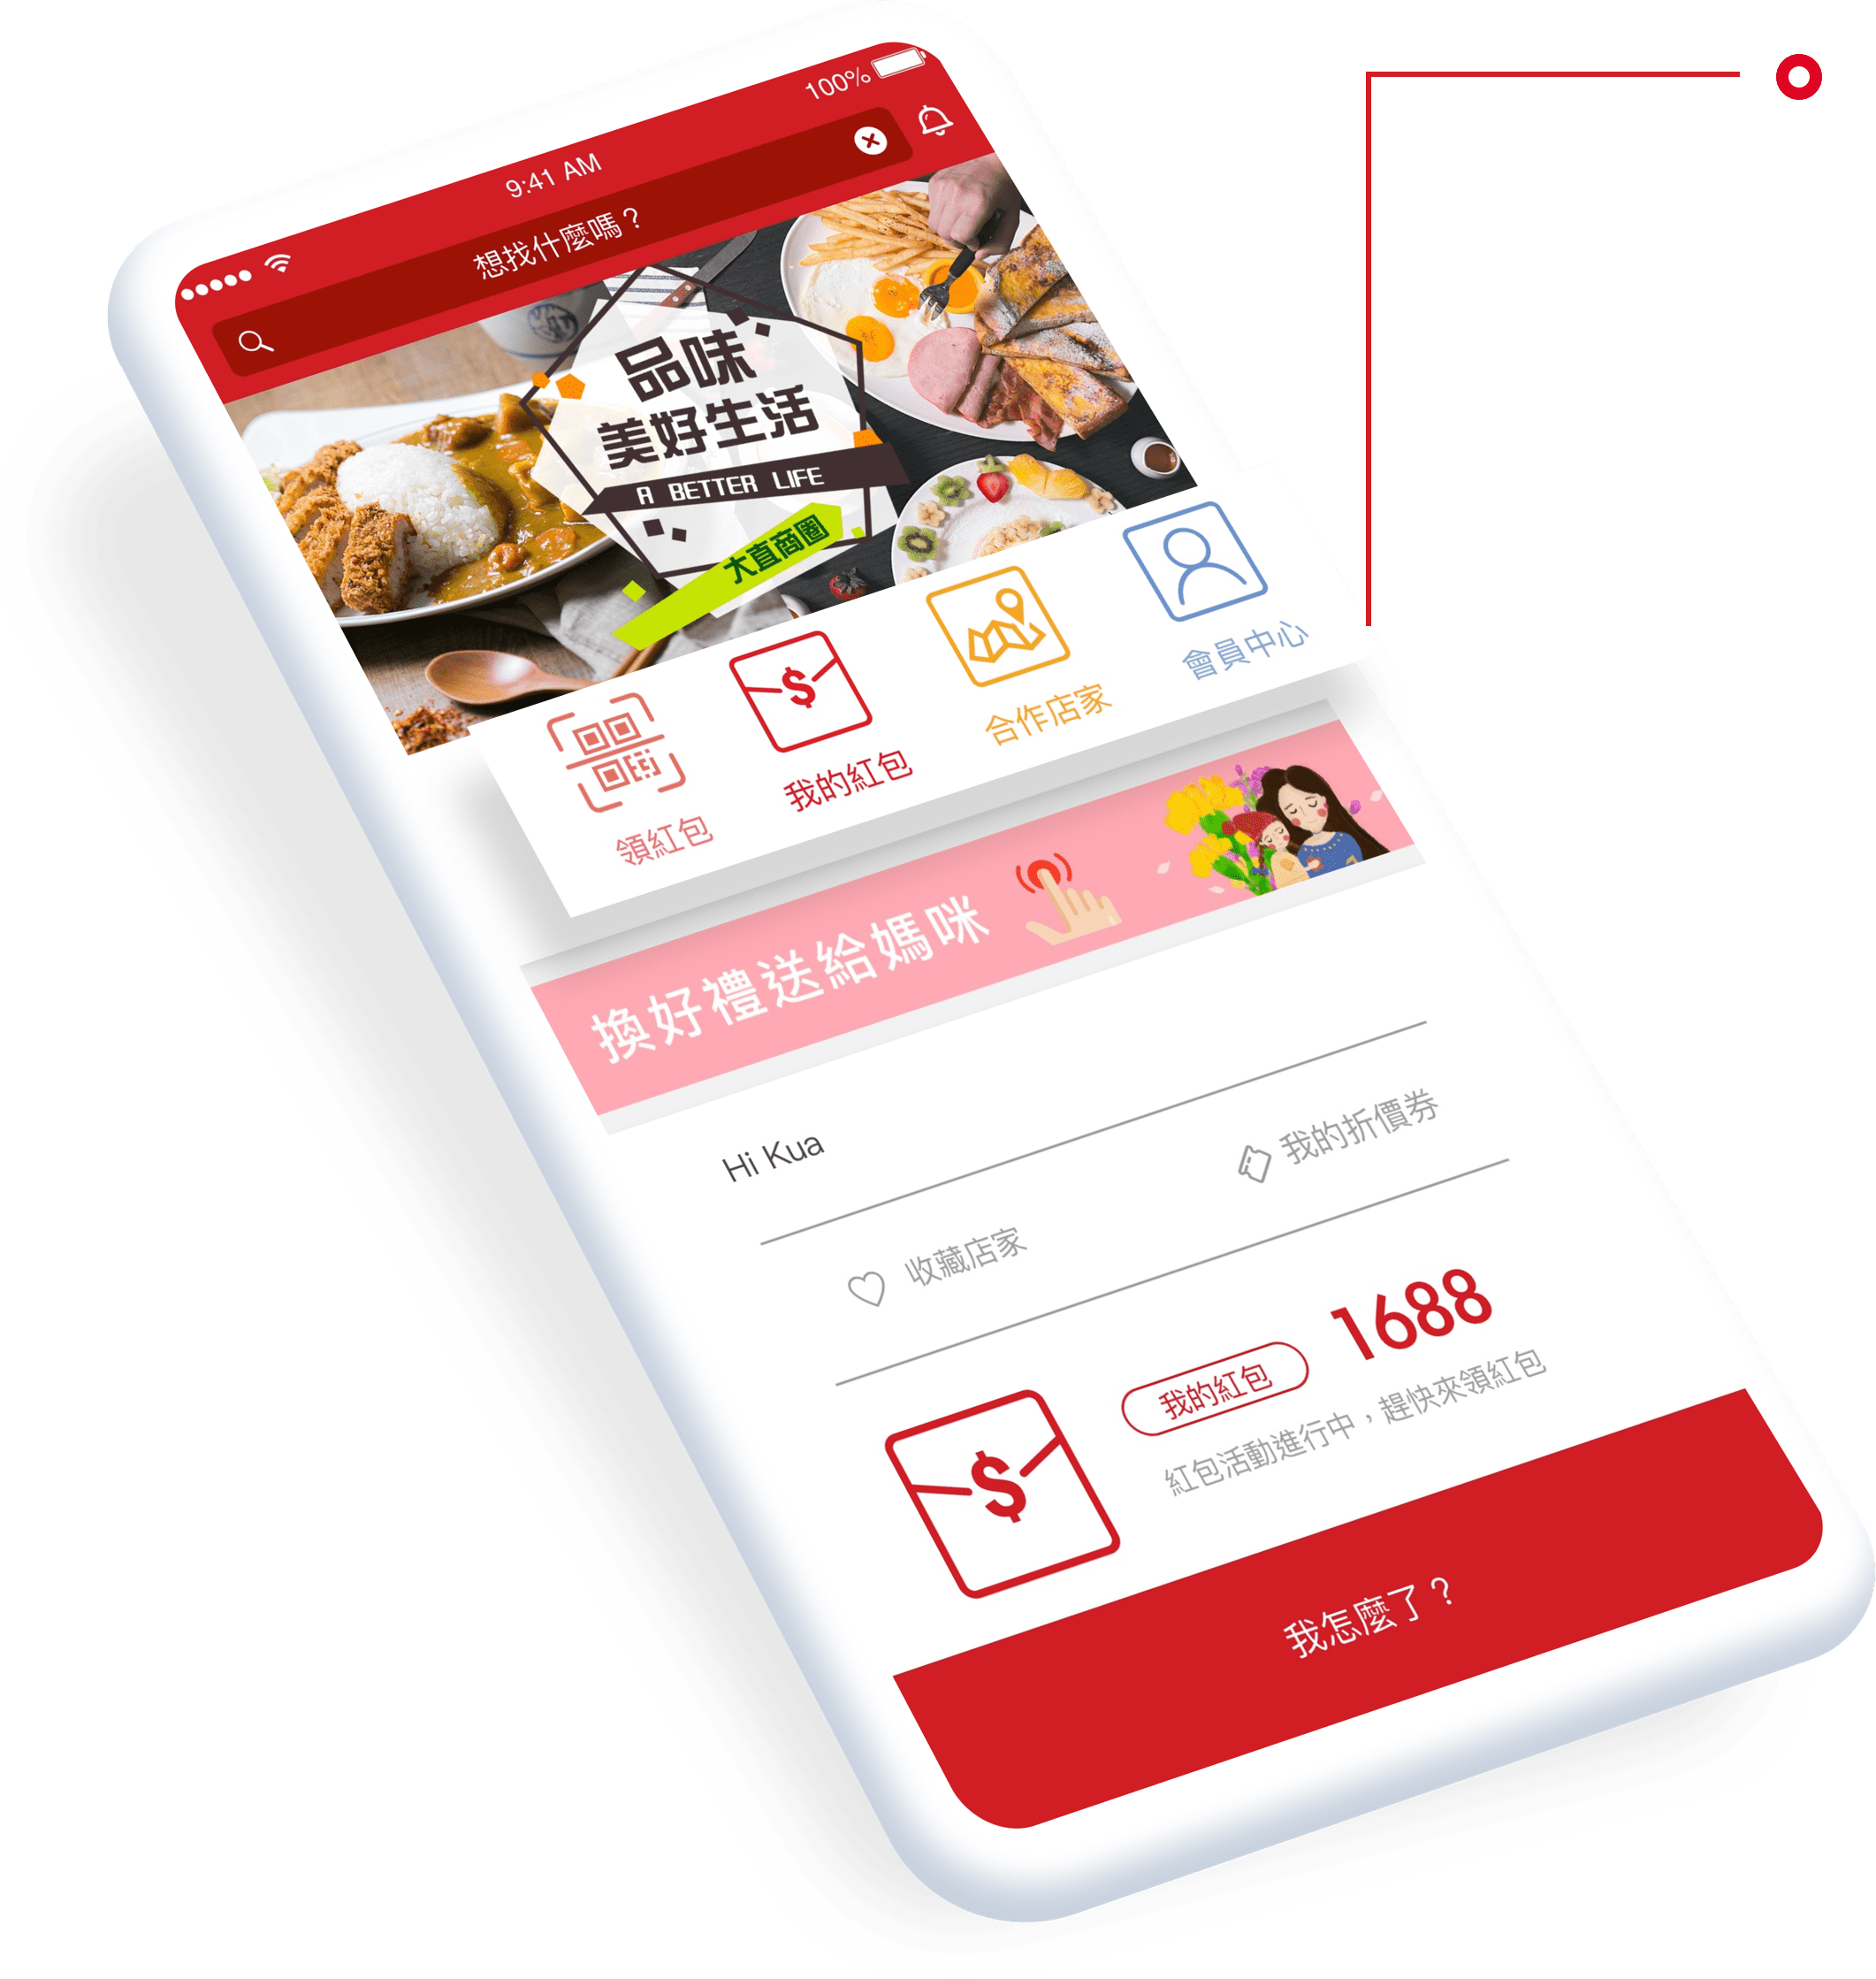 100%
9:41 AM
想找什麼嗎？
品味
美好生活
A BETTER LIFE
大直商圈
領紅包
我的紅包
合作店家
會員中心
換好禮送給媽咪
Hi Kua
收藏店家
我的折價券
我的紅包
1688
紅包活動進行中，趕快來領紅包
我怎麼了？